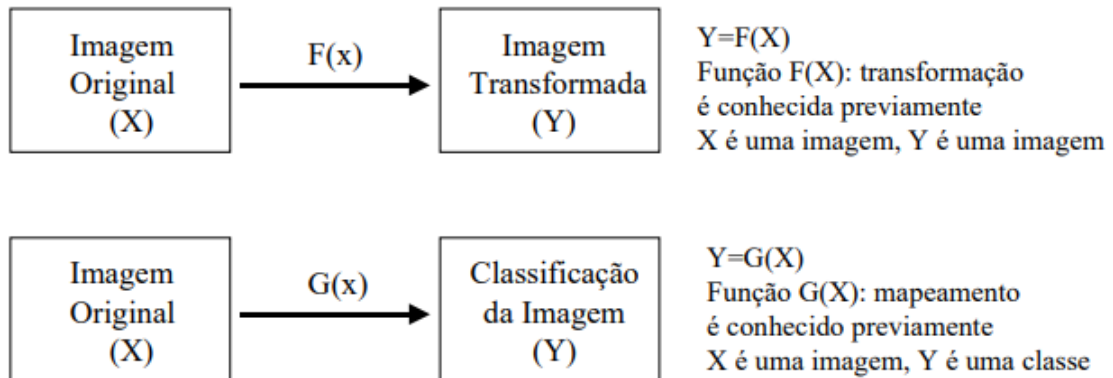 Imagem
Original
(X)
F(x)
Imagem
Transformada
(Y)
Y=F(X)
Função F(X): transformação
é conhecida previamente
X é uma imagem, Y é uma imagem
Imagem
Original
(X)
G(x)
Classificação
da Imagem
(Y)
Y=G(X)
Função G(X): mapeamento
é conhecido previamente
X é uma imagem, Y é uma classe